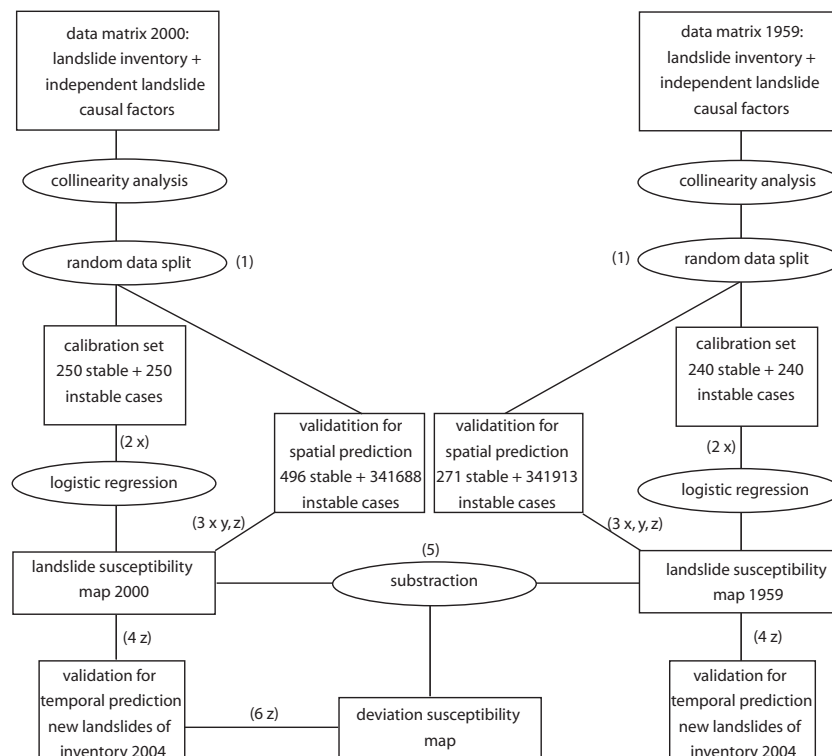 data matrix 2000:
landslide inventory +
independent landslide
causal factors
collinearity analysis
random data split
(1)
calibration set
250 stable + 250
instable cases
(2 x)
logistic regression
validatition for
spatial prediction
496 stable + 341688
instable cases
(3 x y, z)
landslide susceptibility
map 2000
(4 z)
validation for
temporal prediction
new landslides of
inventory 2004
data matrix 1959:
landslide inventory +
independent landslide
causal factors
collinearity analysis
(1)
random data split
calibration set
240 stable + 240
instable cases
(2 x)
logistic regression
validatition for
spatial prediction
271 stable + 341913
instable cases
(3 x, y, z)
landslide susceptibility
map 1959
(4 z)
validation for
temporal prediction
new landslides of
inventory 2004
(5)
substraction
(6 z)
deviation susceptibility
map